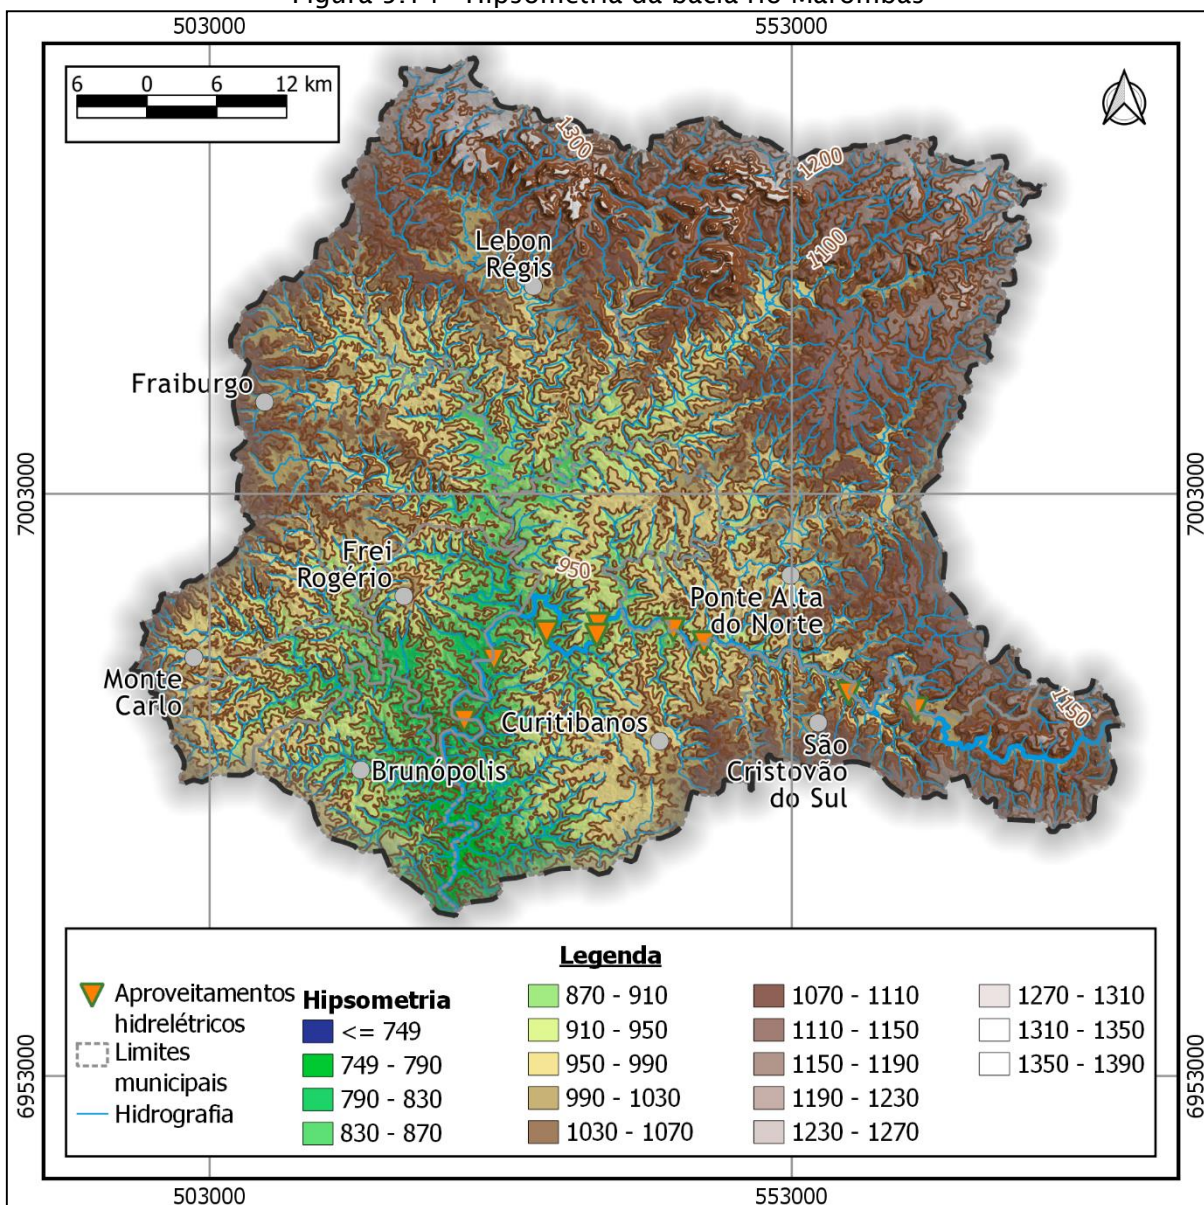 503000
553000
6 0 6 12 km
1300
1200
1100
Lebon
Régis
Fraiburgo
7003000
7003000
Frei
Rogério
950
Ponte Alta
do Norte
Monte
Carlo
Curitibanos
1150
São
Cristovão
do Sul
Brunópolis
Legenda
Aproveitamentos
hidrelétricos
Limites
municipais
Hidrografia
Hipsometria
<= 749
749 - 790
790 - 830
830 - 870
870 - 910
910 - 950
950 - 990
990 - 1030
1030 - 1070
1070 - 1110
1110 - 1150
1150 - 1190
1190 - 1230
1230 - 1270
1270 - 1310
1310 - 1350
1350 - 1390
6953000
6953000
503000
553000